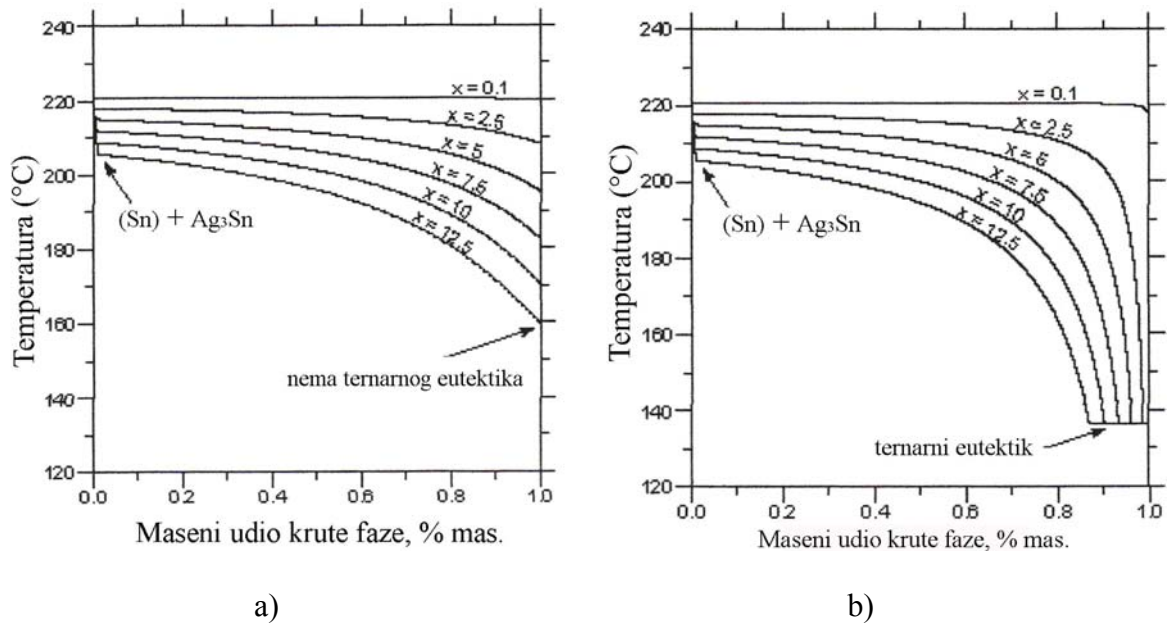 240
220
200
180
160
140
120
0.0
0.2
0.4
0.6
0.8
1.0
Temperatura (°C)
x = 0.1
x = 2.5
x = 5
x = 7.5
x = 10
x = 12.5
(Sn) + Ag₃Sn
nema ternarnog eutektika
Maseni udio krute faze, % mas.
a)
240
220
200
180
160
140
120
0.0
0.2
0.4
0.6
0.8
1.0
Temperatura (°C)
x = 0.1
x = 2.5
x = 5
x = 7.5
x = 10
x = 12.5
(Sn) + Ag₃Sn
ternarni eutektik
Maseni udio krute faze, % mas.
b)